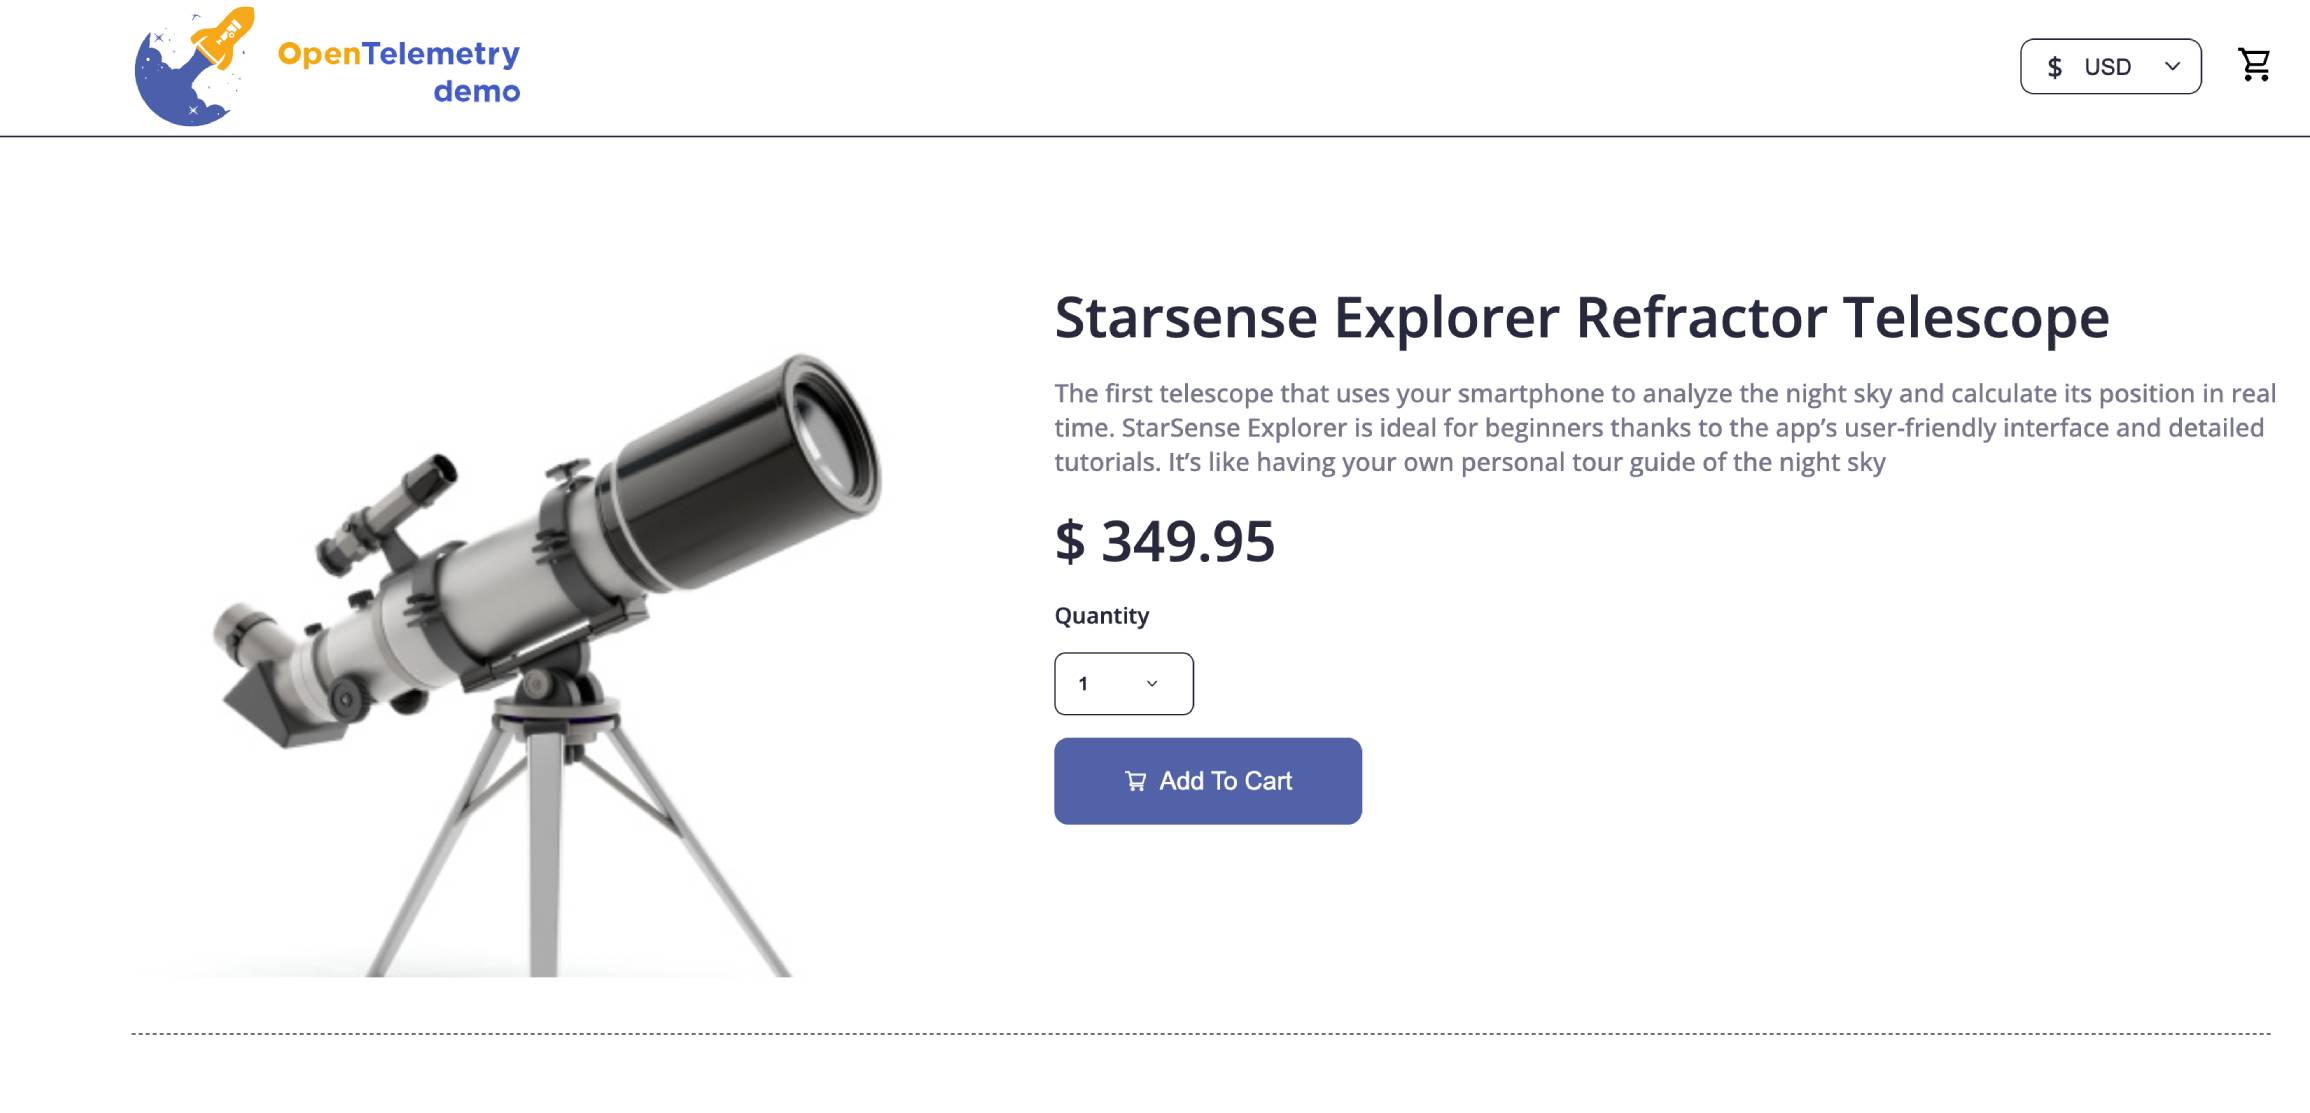 OpenTelemetry
demo
$ USD
Starsense Explorer Refractor Telescope
The first telescope that uses your smartphone to analyze the night sky and calculate its position in real
time. StarSense Explorer is ideal for beginners thanks to the app’s user-friendly interface and detailed
tutorials. It’s like having your own personal tour guide of the night sky
$ 349.95
Quantity
1
Add To Cart